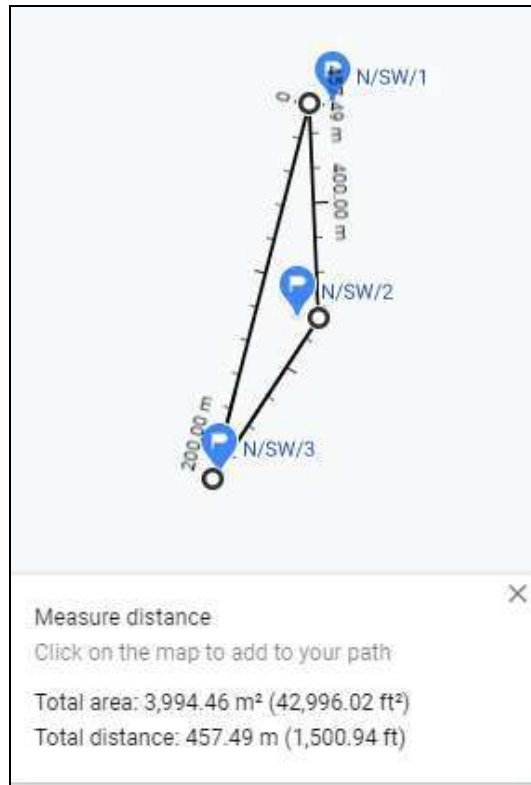 N/SW/1
0
457.49 m
400.00 m
N/SW/2
200.00 m
N/SW/3
Measure distance
Click on the map to add to your path
Total area: 3,994.46 m² (42,996.02 ft²)
Total distance: 457.49 m (1,500.94 ft)